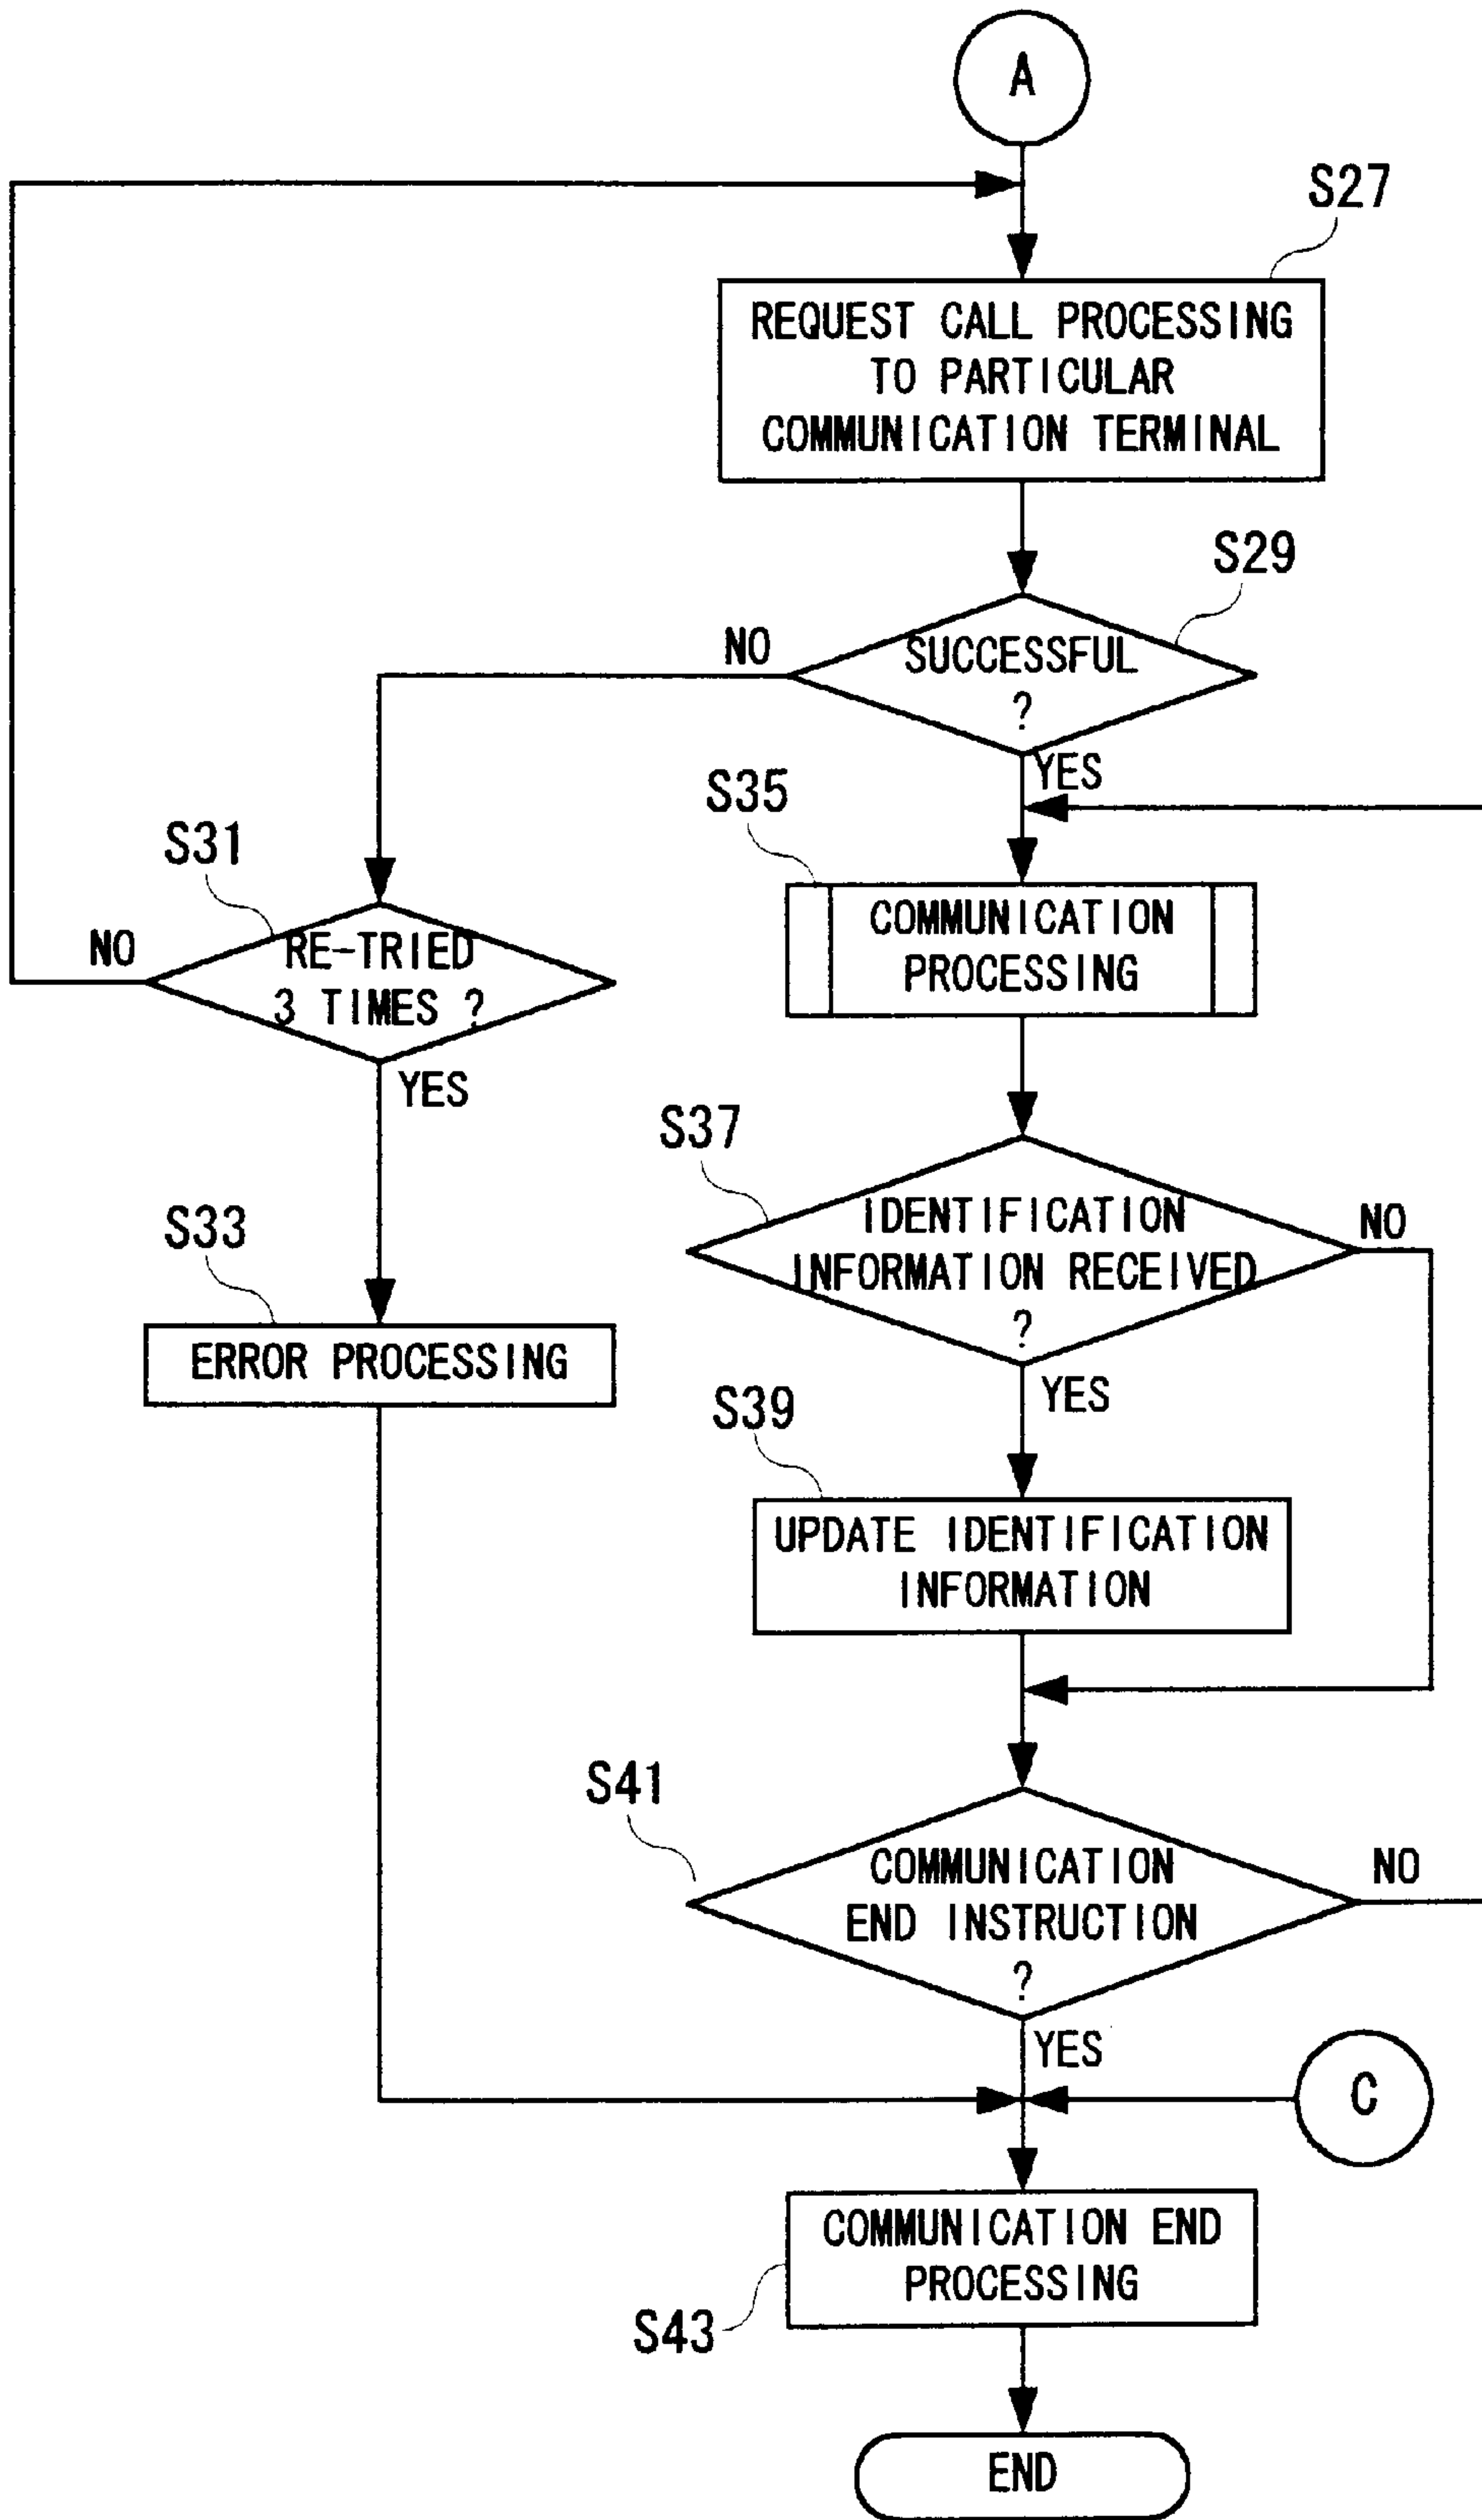 A
S27
REQUEST CALL PROCESSING
TO PARTICULAR
COMMUNICATION TERMINAL
S29
NO
SUCCESSFUL
?
YES
S35
S31
COMMUNICATION
PROCESSING
NO
RE-TRIED
3 TIMES ?
YES
S37
IDENTIFICATION
INFORMATION RECEIVED
?
NO
YES
S33
ERROR PROCESSING
S39
UPDATE IDENTIFICATION
INFORMATION
S41
COMMUNICATION
END INSTRUCTION
?
NO
YES
C
COMMUNICATION END
PROCESSING
S43
END